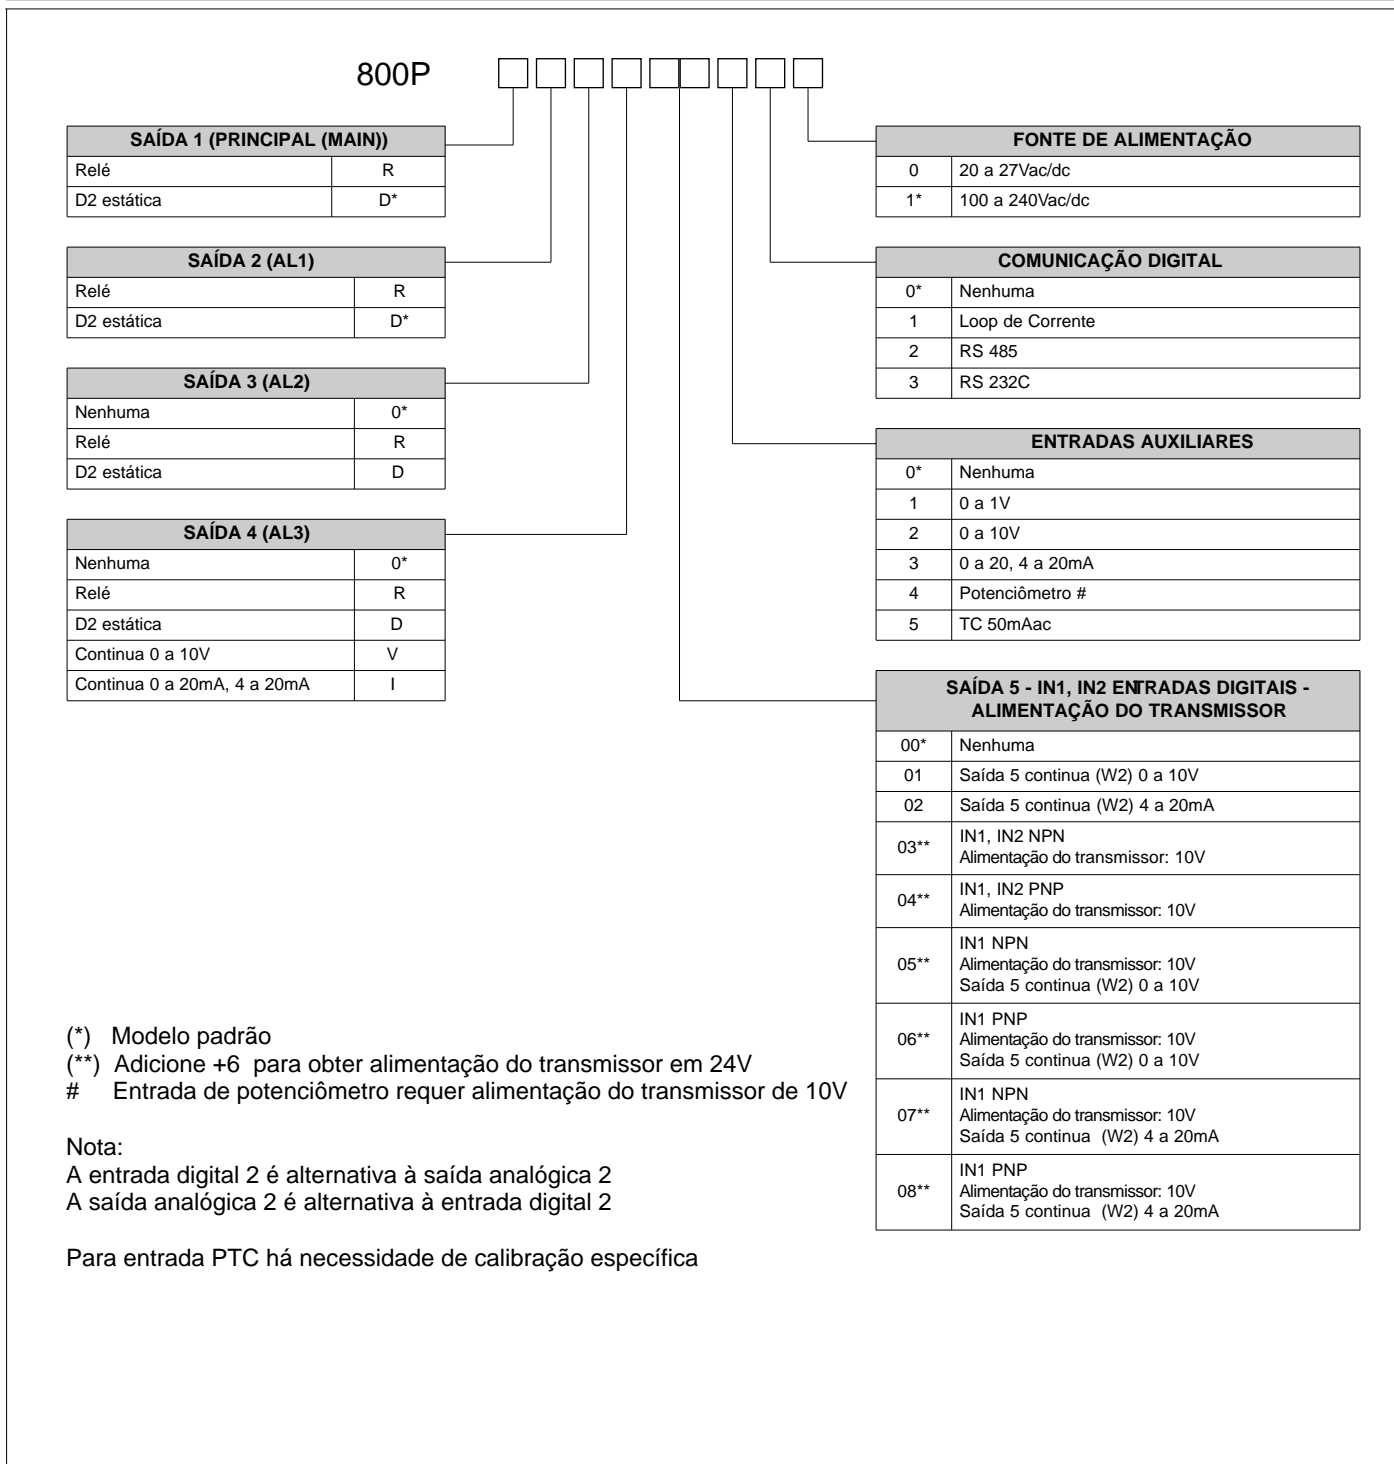 800P
SAÍDA 1 (PRINCIPAL (MAIN))
Relé R
D2 estática D*
SAÍDA 2 (AL1)
Relé R
D2 estática D*
SAÍDA 3 (AL2)
Nenhuma 0*
Relé R
D2 estática D
SAÍDA 4 (AL3)
Nenhuma 0*
Relé R
D2 estática D
Continua 0 a 10V V
Continua 0 a 20mA, 4 a 20mA I
FONTE DE ALIMENTAÇÃO
0 20 a 27Vac/dc
1* 100 a 240Vac/dc
COMUNICAÇÃO DIGITAL
0* Nenhuma
1 Loop de Corrente
2 RS 485
3 RS 232C
ENTRADAS AUXILIARES
0* Nenhuma
1 0 a 1V
2 0 a 10V
3 0 a 20, 4 a 20mA
4 Potenciômetro #
5 TC 50mAac
SAÍDA 5 - IN1, IN2 ENTRADAS DIGITAIS -
ALIMENTAÇÃO DO TRANSMISSOR
00* Nenhuma
01 Saída 5 continua (W2) 0 a 10V
02 Saída 5 continua (W2) 4 a 20mA
03** IN1, IN2 NPN
Alimentação do transmissor: 10V
04** IN1, IN2 PNP
Alimentação do transmissor: 10V
05** IN1 NPN
Alimentação do transmissor: 10V
Saída 5 continua (W2) 0 a 10V
06** IN1 PNP
Alimentação do transmissor: 10V
Saída 5 continua (W2) 0 a 10V
07** IN1 NPN
Alimentação do transmissor: 10V
Saída 5 continua (W2) 4 a 20mA
08** IN1 PNP
Alimentação do transmissor: 10V
Saída 5 continua (W2) 4 a 20mA
(*) Modelo padrão
(**) Adicione +6 para obter alimentação do transmissor em 24V
# Entrada de potenciômetro requer alimentação do transmissor de 10V
Nota:
A entrada digital 2 é alternativa à saída analógica 2
A saída analógica 2 é alternativa à entrada digital 2
Para entrada PTC há necessidade de calibração específica